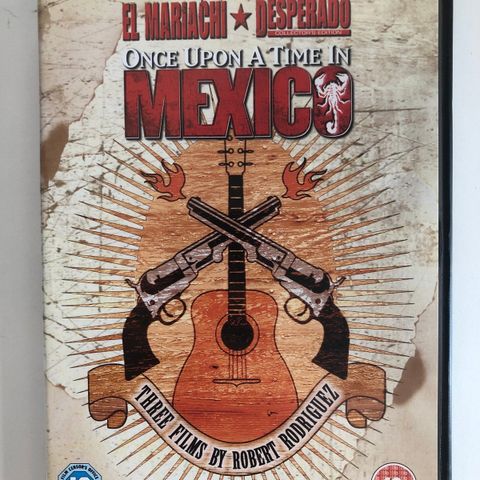 EL MARIACHI ★ DESPERADO
COLLECTOR'S EDITION
ONCE UPON A TIME IN
MEXICO
THREE FILMS BY ROBERT RODRIGUEZ